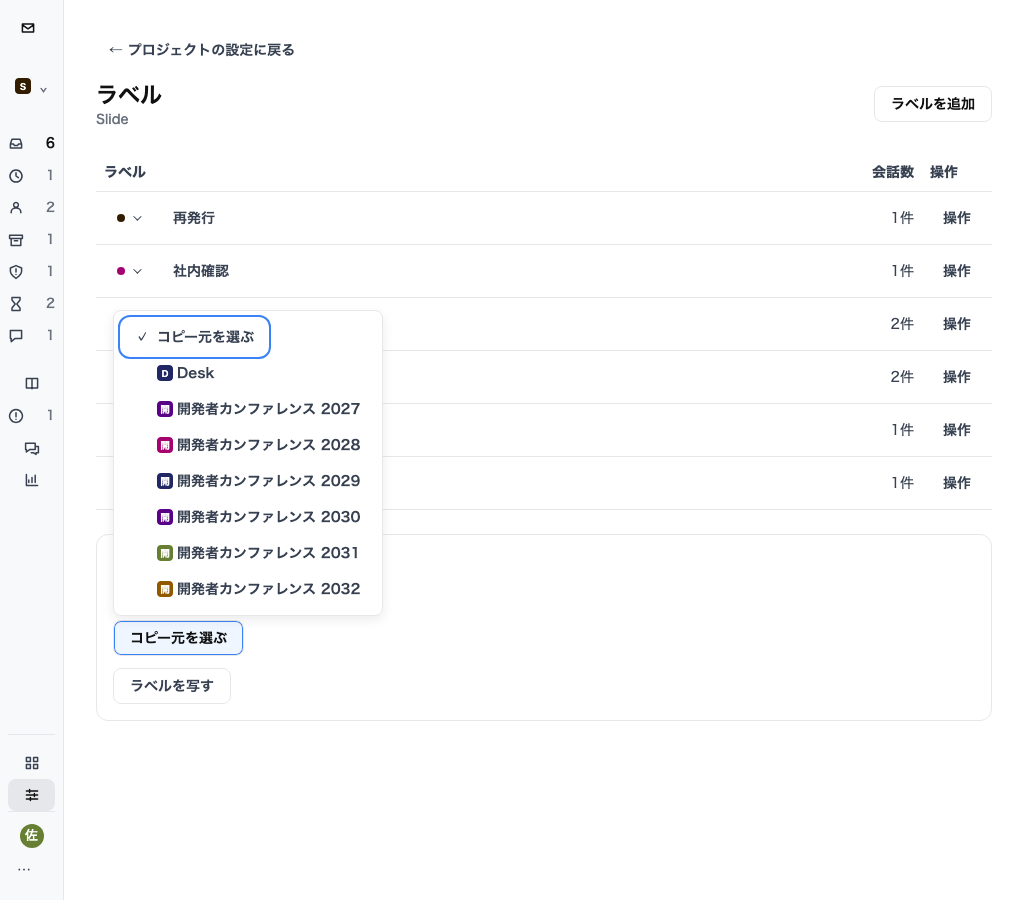 ← プロジェクトの設定に戻る
ラベル
Slide
ラベルを追加
S
6
1
2
1
1
2
1
1
佐
…
ラベル 会話数 操作
再発行 1件 操作
社内確認 1件 操作
2件 操作
2件 操作
1件 操作
1件 操作
✓ コピー元を選ぶ
D Desk
開 開発者カンファレンス 2027
開 開発者カンファレンス 2028
開 開発者カンファレンス 2029
開 開発者カンファレンス 2030
開 開発者カンファレンス 2031
開 開発者カンファレンス 2032
コピー元を選ぶ
ラベルを写す